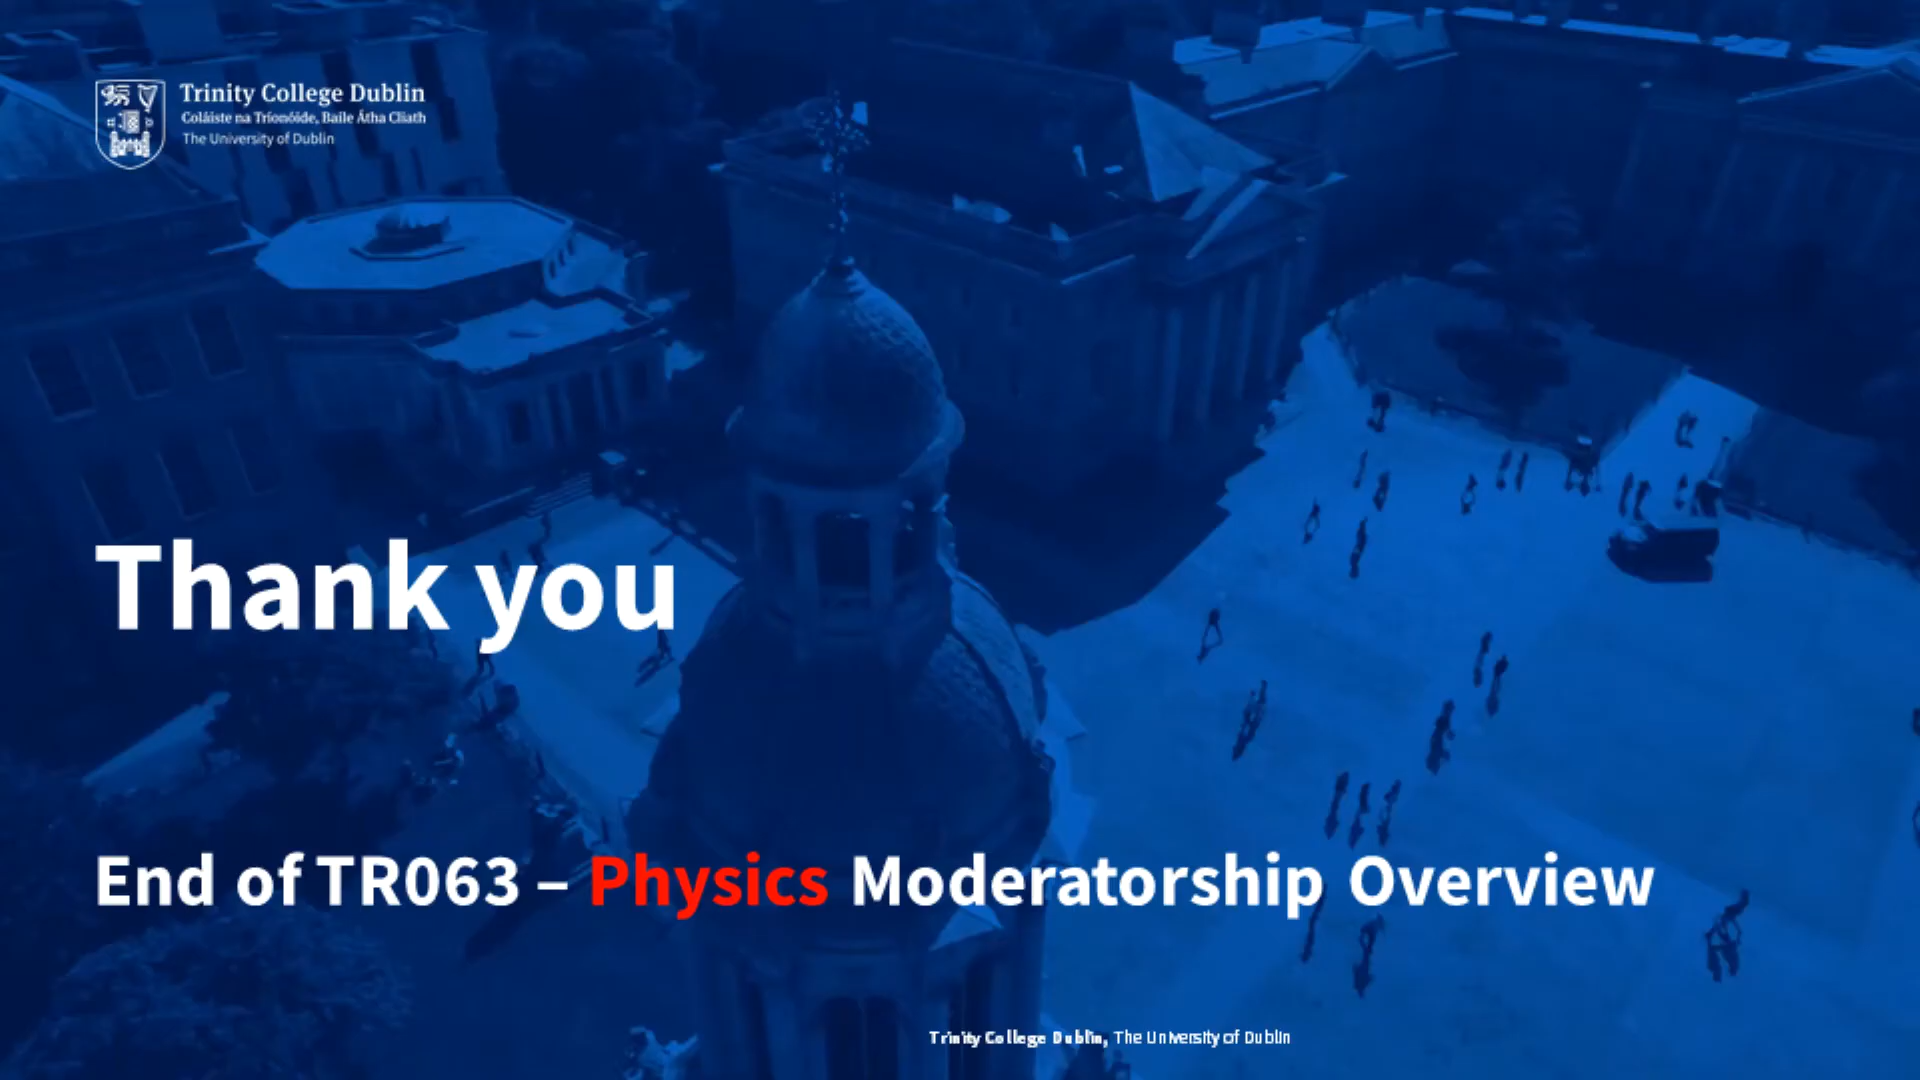 Trinity College Dublin
Coláiste na Tríonóide, Baile Átha Cliath
The University of Dublin
Thank you
End of TR063 – Physics Moderatorship Overview
Trinity College Dublin, The University of Dublin